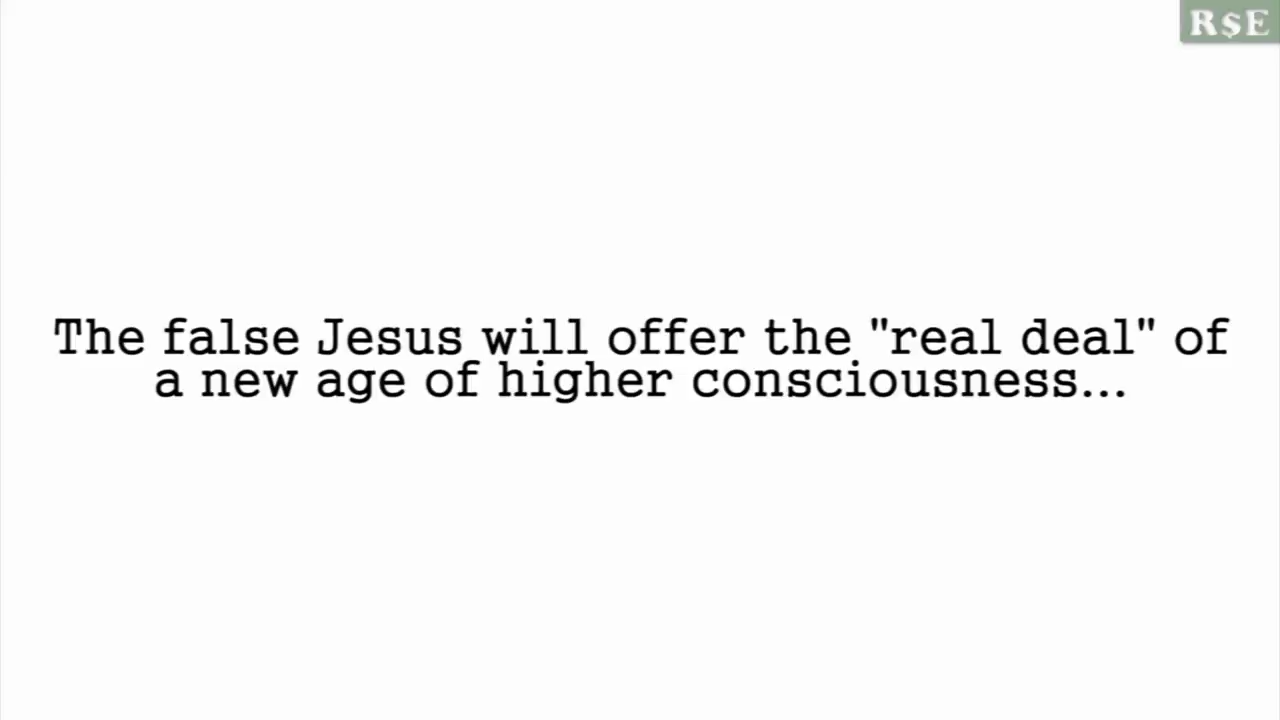 R$E
The false Jesus will offer the "real deal" of
a new age of higher consciousness...